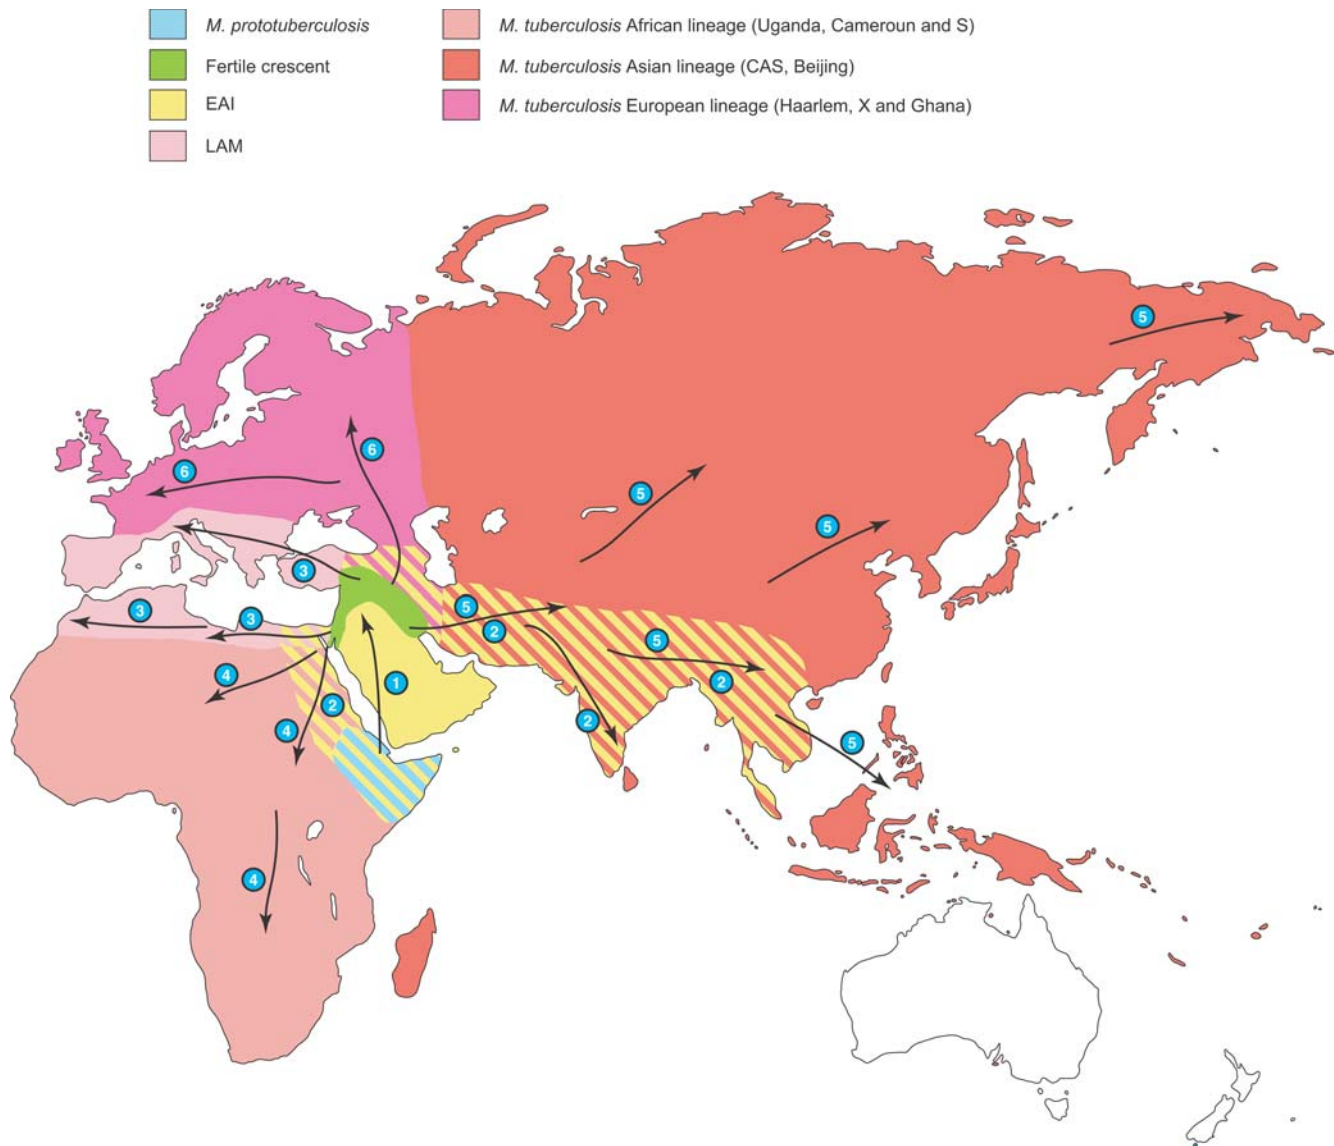 M. prototuberculosis
Fertile crescent
EAI
LAM
M. tuberculosis African lineage (Uganda, Cameroun and S)
M. tuberculosis Asian lineage (CAS, Beijing)
M. tuberculosis European lineage (Haarlem, X and Ghana)
5
6
6
5
5
3
5
3
3
2
5
4
1
2
2
4
2
5
4